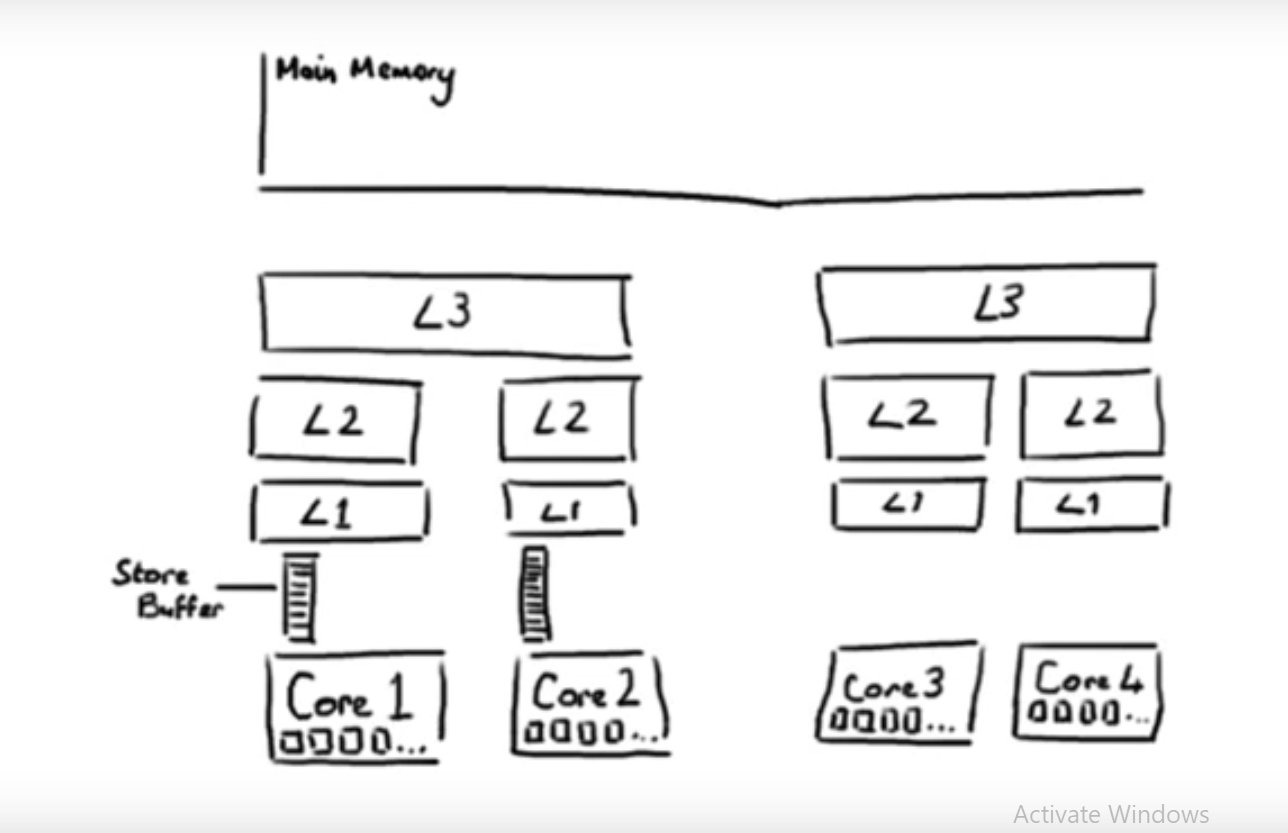 Main Memory
L3
L3
L2
L2
L2
L2
L1
L1
L1
L1
Store
Buffer
Core 1
Core 2
Core 3
Core 4
...
...
...
...
Activate Windows